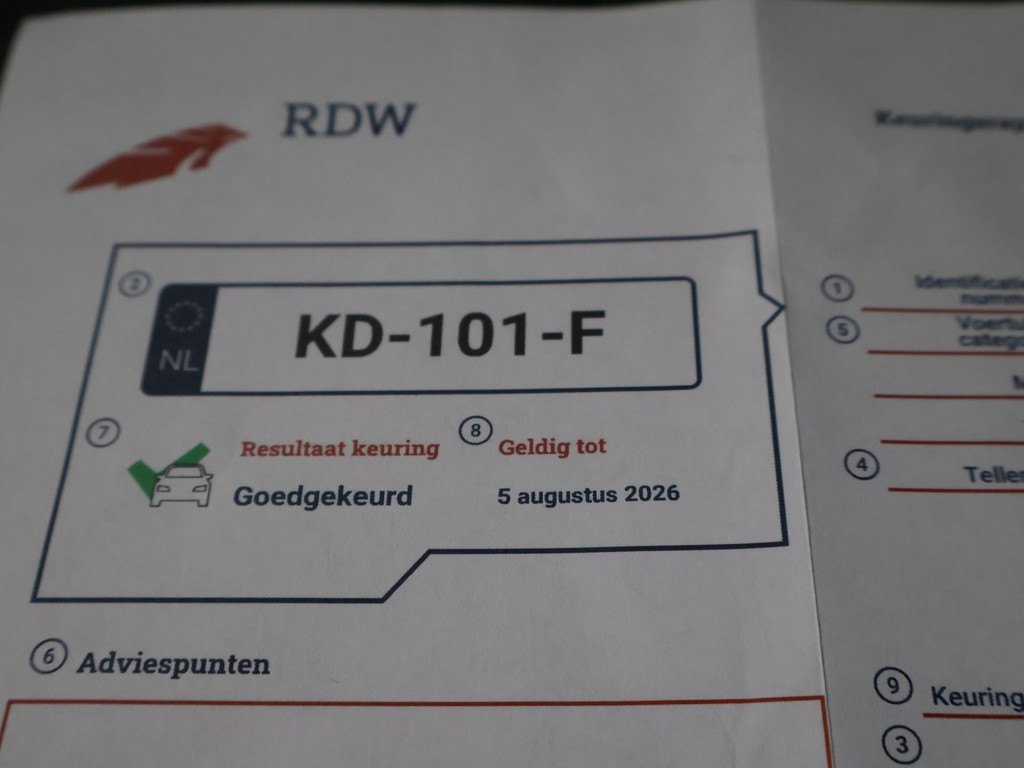 RDW
2
NL
KD-101-F
7
Resultaat keuring
Goedgekeurd
8
Geldig tot
5 augustus 2026
6 Adviespunten
1
5
4
9 Keuring
3